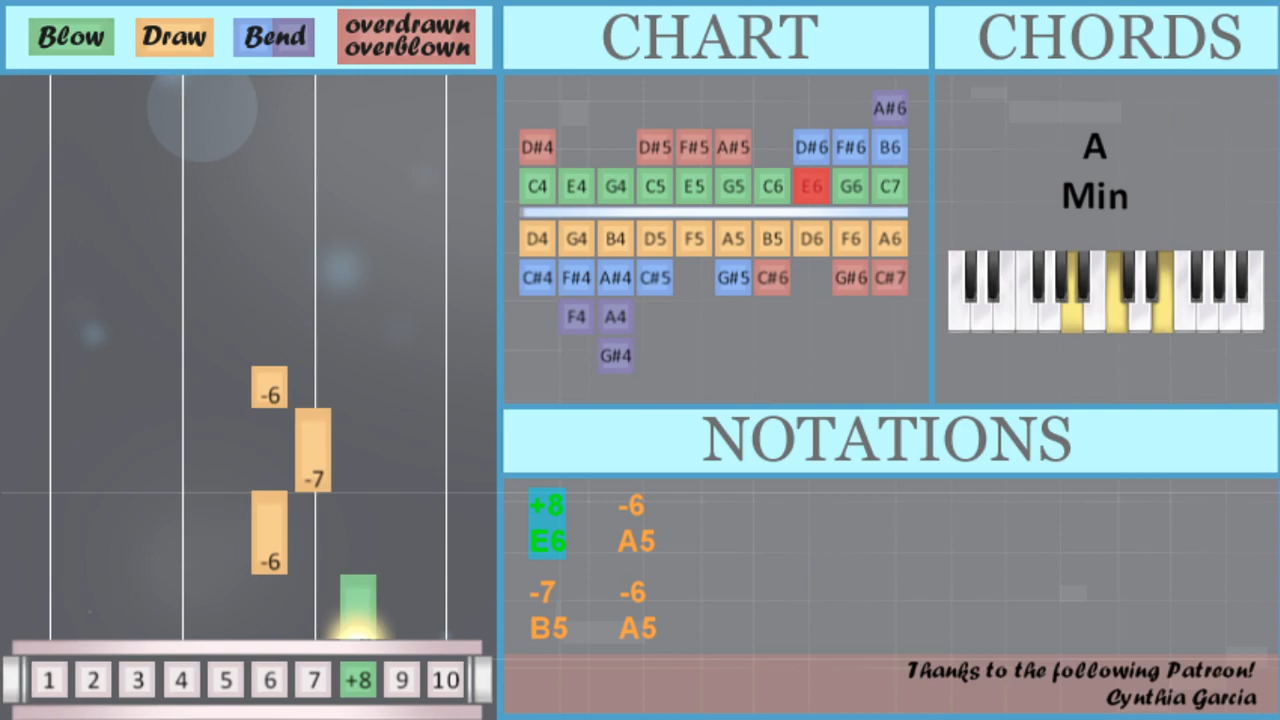 Blow Draw Bend overdrawn
overblown
CHART
CHORDS
A#6
D#4 D#5 F#5 A#5 D#6 F#6 B6
C4 E4 G4 C5 E5 G5 C6 E6 G6 C7
D4 G4 B4 D5 F5 A5 B5 D6 F6 A6
C#4 F#4 A#4 C#5 G#5 C#6 G#6 C#7
F4 A4
G#4
A
Min
-6
-7
-6
1 2 3 4 5 6 7 +8 9 10
NOTATIONS
+8 -6
E6 A5
-7 -6
B5 A5
Thanks to the following Patreon!
Cynthia Garcia